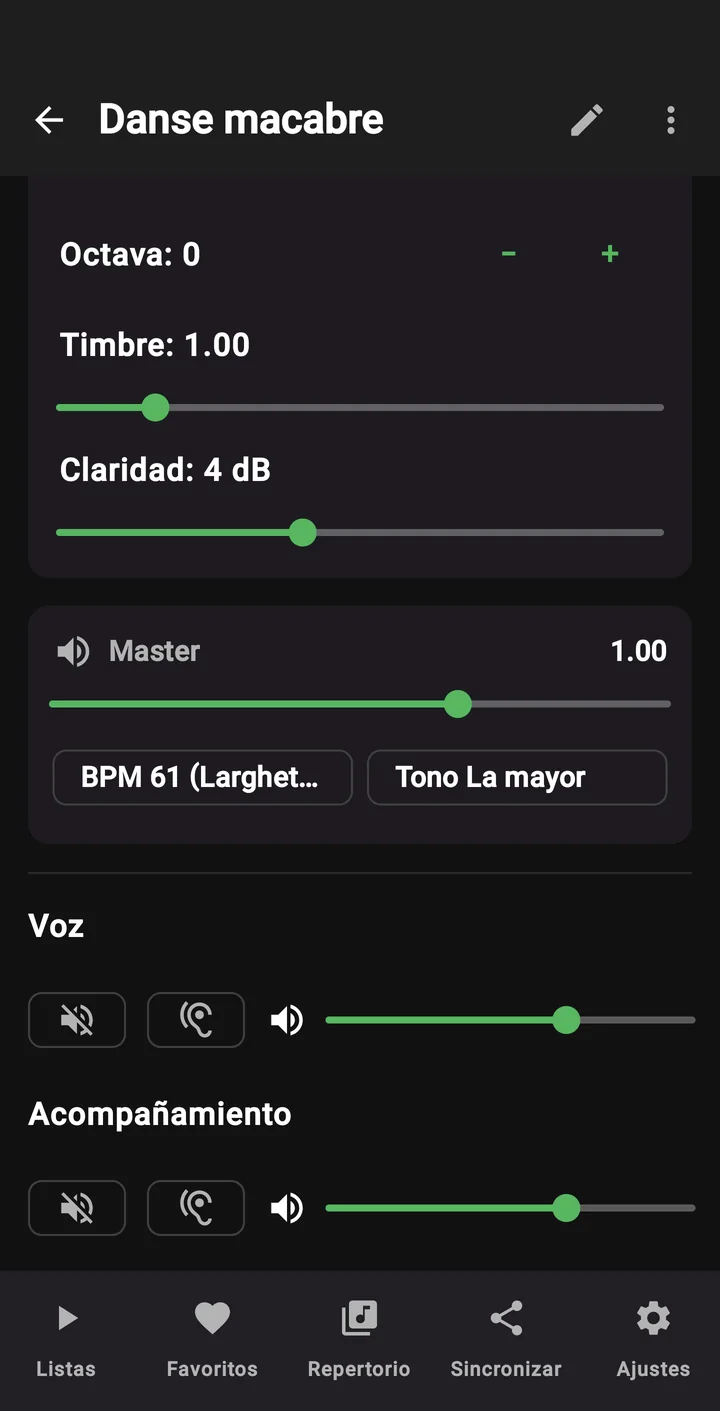 Danse macabre
Octava: 0 - +
Timbre: 1.00
Claridad: 4 dB
Master 1.00
BPM 61 (Larghet... Tono La mayor
Voz
Acompañamiento
Listas Favoritos Repertorio Sincronizar Ajustes